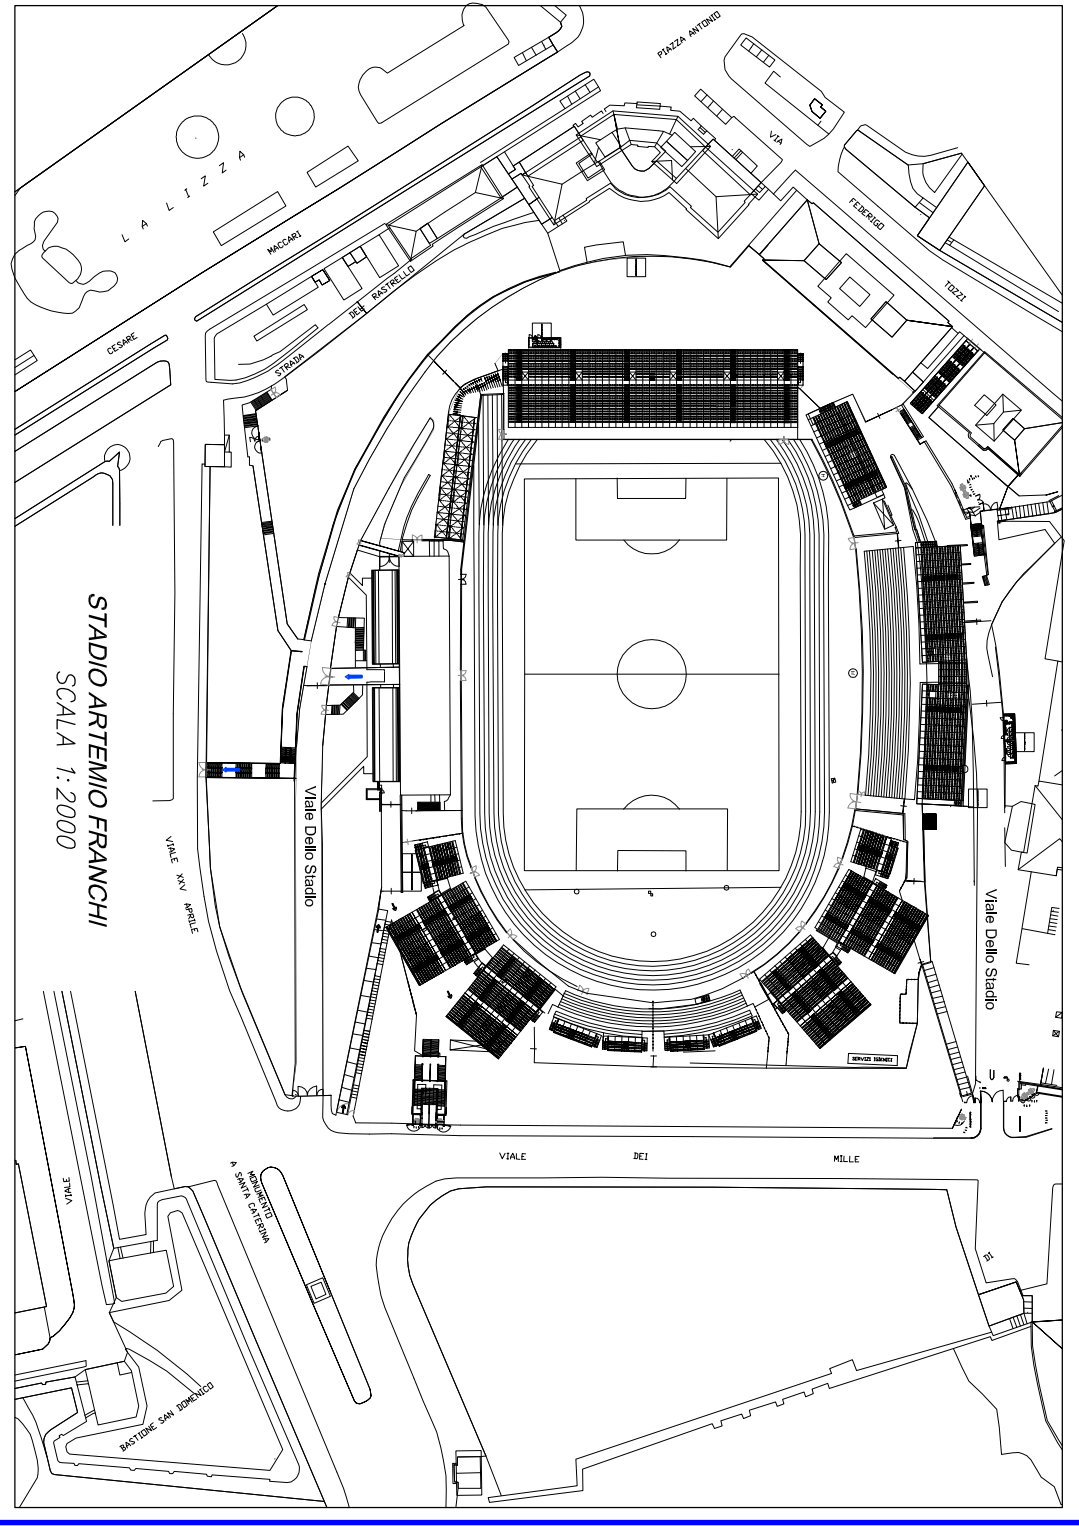 PIAZZA ANTONIO
VIA
FEDERIGO
TOZZI
LA LIZZA
MACCARI
CESARE
STRADA
DEL RASTRELLO
STADIO ARTEMIO FRANCHI
SCALA 1:2000
VIALE XXV APRILE
Viale Dello Stadio
Viale Dello Stadio
SERVIZI IGIENICI
VIALE DEI MILLE
VIALE
MONUMENTO
A SANTA CATERINA
DI
BASTIONE SAN DOMENICO